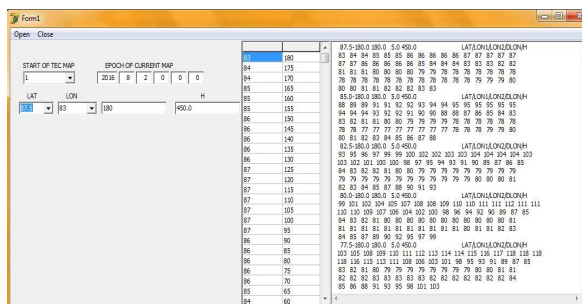 Form1
Open Close
START OF TEC MAP
EPOCH OF CURRENT MAP
1
2016 8 2 0 0 0
LAT LON H
87.5 83 180 450.0
83 180
84 175
84 170
85 165
85 160
85 155
86 150
86 145
86 140
86 135
86 130
87 125
87 120
87 115
87 110
87 105
87 100
87 95
86 90
86 85
86 80
86 75
86 70
85 65
84 60
87.5-180.0 180.0 5.0 450.0 LAT/LON1/LON2/DLON/H
83 84 84 85 85 85 86 86 86 86 86 87 87 87 87 87
87 87 86 86 86 86 86 85 84 84 84 83 83 83 82 82
81 81 81 80 80 80 80 79 79 79 78 78 78 78 78 78
78 78 78 78 78 78 78 78 78 78 78 78 79 79 79 80
80 80 81 81 82 82 82 83 83
85.0-180.0 180.0 5.0 450.0 LAT/LON1/LON2/DLON/H
88 89 89 91 91 92 92 93 94 94 95 95 95 95 95 95
94 94 94 93 92 92 91 90 90 88 88 87 86 85 84 83
83 82 81 81 80 80 79 79 79 79 78 78 78 78 78 78
78 78 77 77 77 77 77 77 77 78 78 78 78 79 79 80
80 81 82 83 84 85 86 87 88
82.5-180.0 180.0 5.0 450.0 LAT/LON1/LON2/DLON/H
93 95 96 97 99 99 100 102 102 103 103 104 104 104 104 103
103 102 101 100 100 98 97 95 94 93 91 90 89 87 86 85
84 83 82 82 81 80 80 79 79 79 79 79 79 79 79 79
79 79 79 79 79 79 79 79 79 79 79 79 80 80 80 81
82 83 84 85 87 88 90 91 93
80.0-180.0 180.0 5.0 450.0 LAT/LON1/LON2/DLON/H
99 101 102 104 105 107 108 108 109 110 110 111 111 112 111 111
110 110 109 107 106 104 102 100 98 96 94 92 90 89 87 85
84 83 82 81 80 80 80 80 80 80 80 80 80 80 80 81
81 82 82 82 81 81 81 81 81 81 81 80 81 81 82 83
84 85 87 89 90 92 95 97 99
77.5-180.0 180.0 5.0 450.0 LAT/LON1/LON2/DLON/H
103 105 108 109 110 111 112 113 114 114 115 116 117 118 118 118
118 116 115 113 111 108 106 103 101 98 95 93 91 89 87 85
83 82 81 80 79 79 79 79 79 79 79 79 80 80 81 81
82 82 82 83 83 83 83 83 82 82 82 82 82 82 82 84
85 86 88 91 93 95 98 101 103